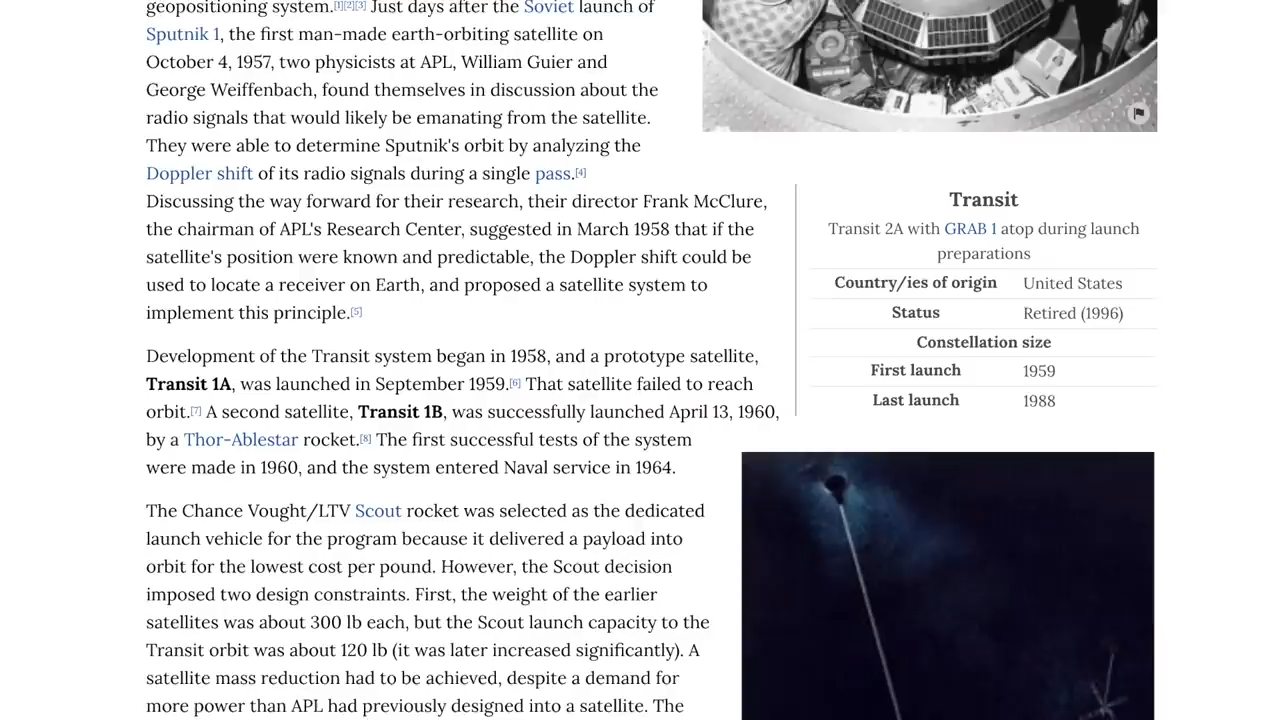 geopositioning system.[1][2][3] Just days after the Soviet launch of
Sputnik 1, the first man-made earth-orbiting satellite on
October 4, 1957, two physicists at APL, William Guier and
George Weiffenbach, found themselves in discussion about the
radio signals that would likely be emanating from the satellite.
They were able to determine Sputnik's orbit by analyzing the
Doppler shift of its radio signals during a single pass.[4]
Discussing the way forward for their research, their director Frank McClure,
the chairman of APL's Research Center, suggested in March 1958 that if the
satellite's position were known and predictable, the Doppler shift could be
used to locate a receiver on Earth, and proposed a satellite system to
implement this principle.[5]
Development of the Transit system began in 1958, and a prototype satellite,
Transit 1A, was launched in September 1959.[6] That satellite failed to reach
orbit.[7] A second satellite, Transit 1B, was successfully launched April 13, 1960,
by a Thor-Ablestar rocket.[8] The first successful tests of the system
were made in 1960, and the system entered Naval service in 1964.
The Chance Vought/LTV Scout rocket was selected as the dedicated
launch vehicle for the program because it delivered a payload into
orbit for the lowest cost per pound. However, the Scout decision
imposed two design constraints. First, the weight of the earlier
satellites was about 300 lb each, but the Scout launch capacity to the
Transit orbit was about 120 lb (it was later increased significantly). A
satellite mass reduction had to be achieved, despite a demand for
more power than APL had previously designed into a satellite. The
Transit
Transit 2A with GRAB 1 atop during launch
preparations
Country/ies of origin United States
Status Retired (1996)
Constellation size
First launch 1959
Last launch 1988